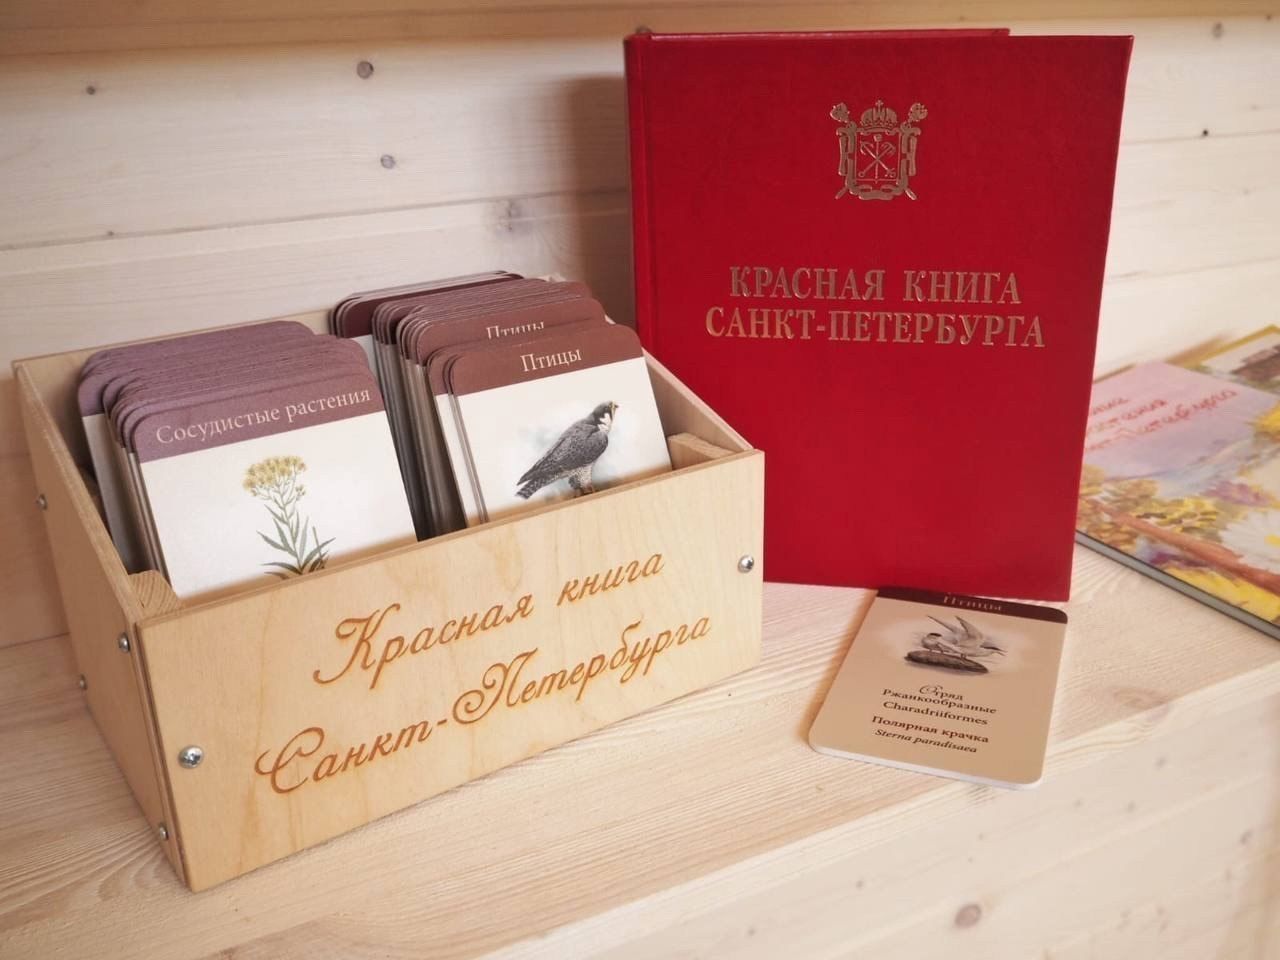 Сосудистые растения
Птицы
Птицы
Красная книга
Санкт-Петербурга
КРАСНАЯ КНИГА
САНКТ-ПЕТЕРБУРГА
Птицы
Отряд
Ржанкообразные
Charadriiformes
Полярная крачка
Sterna paradisaea